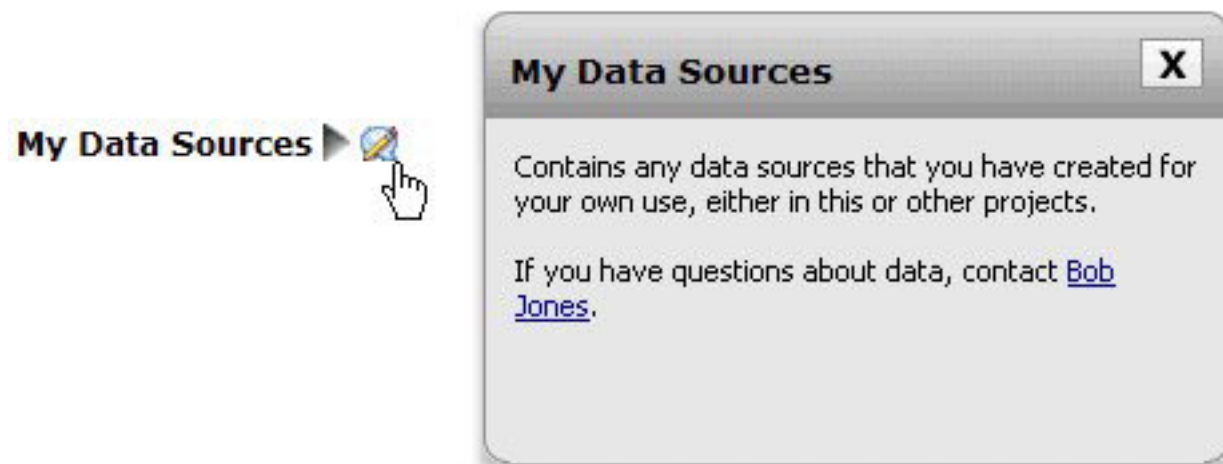 My Data Sources
My Data Sources
X
Contains any data sources that you have created for
your own use, either in this or other projects.
If you have questions about data, contact Bob
Jones.